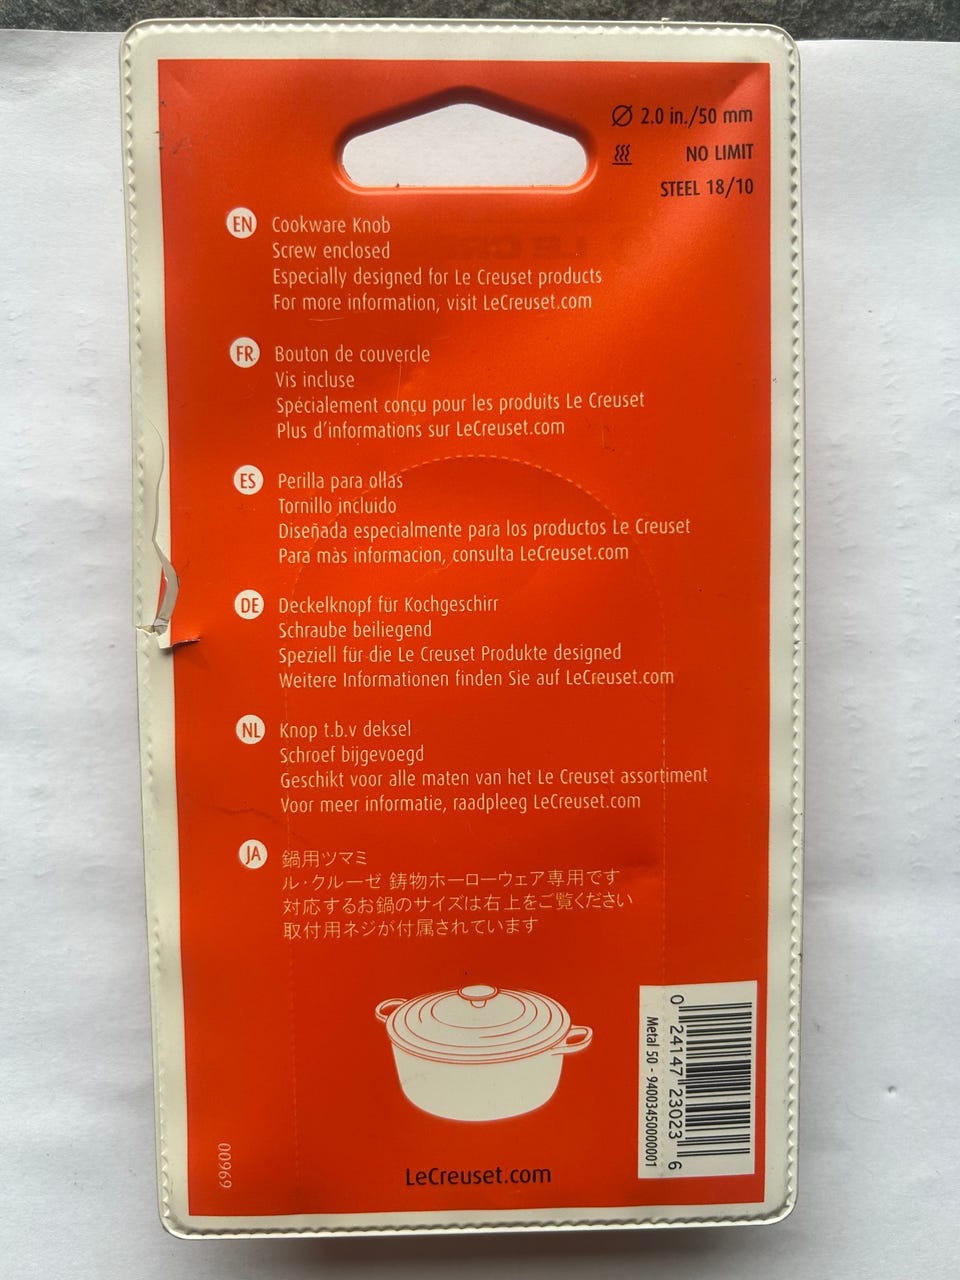 Ø 2.0 in./50 mm
NO LIMIT
STEEL 18/10
EN Cookware Knob
Screw enclosed
Especially designed for Le Creuset products
For more information, visit LeCreuset.com
FR Bouton de couvercle
Vis incluse
Spécialement conçu pour les produits Le Creuset
Plus d'informations sur LeCreuset.com
ES Perilla para ollas
Tornillo incluido
Diseñada especialmente para los productos Le Creuset
Para màs informacion, consulta LeCreuset.com
DE Deckelknopf für Kochgeschirr
Schraube beiliegend
Speziell für die Le Creuset Produkte designed
Weitere Informationen finden Sie auf LeCreuset.com
NL Knop t.b.v deksel
Schroef bijgevoegd
Geschikt voor alle maten van het Le Creuset assortiment
Voor meer informatie, raadpleeg LeCreuset.com
JA 鍋用ツマミ
ル・クルーゼ 鋳物ホーローウェア専用です
対応するお鍋のサイズは右上をご覧ください
取付用ネジが付属されています
0 24147 23023 6
Metal 50 - 94003450000001
00969
LeCreuset.com